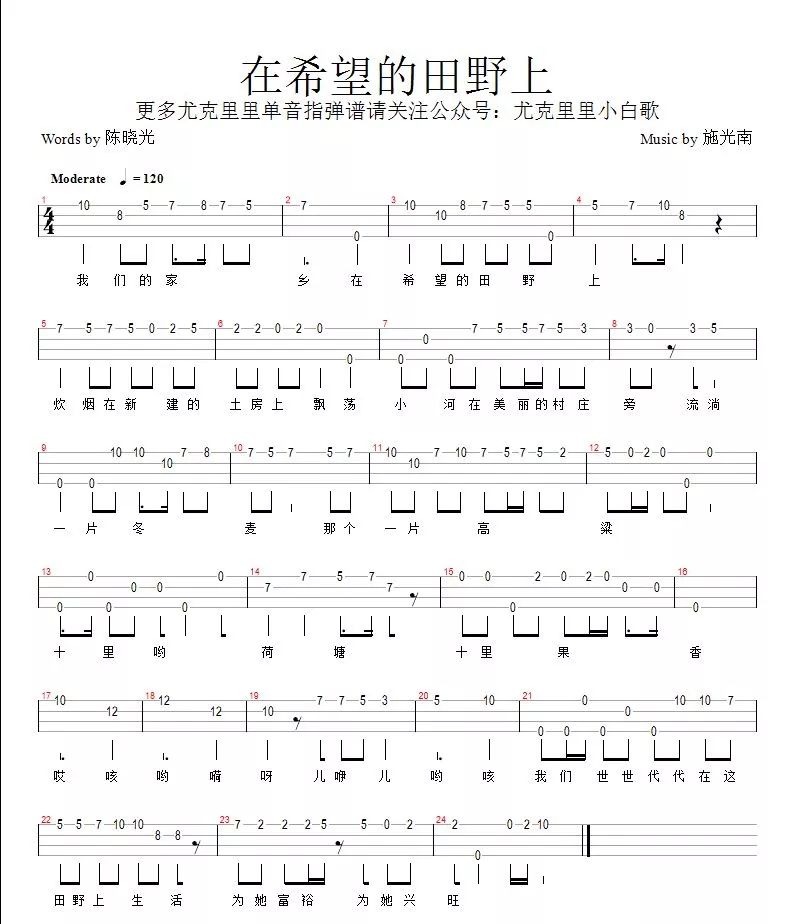 在希望的田野上
更多尤克里里单音指弹谱请关注公众号：尤克里里小白歌
Words by 陈晓光 Music by 施光南
Moderate ♩ = 120
1 10 8 5 7 8 7 5 2 7 0 3 10 10 8 7 5 5 0 4 5 7 10 8
4/4
我 们 的 家 乡 在 希 望 的 田 野 上
5 7 5 7 5 0 2 5 6 2 2 0 2 0 0 7 0 0 0 7 5 5 7 5 3 8 3 0 3 5
炊 烟 在 新 建 的 土 房 上 飘 荡 小 河 在 美 丽 的 村 庄 旁 流 淌
9 0 0 10 10 10 7 8 10 7 5 7 5 7 11 10 10 7 10 7 5 7 5 2 12 5 0 2 0 0 0
一 片 冬 麦 那 个 一 片 高 粱
13 0 0 0 0 0 0 0 14 7 7 5 7 7 15 0 0 0 2 0 2 0 0 0 16 0
十 里 哟 荷 塘 十 里 果 香
17 10 12 18 12 12 19 10 7 7 5 3 20 5 10 21 0 0 0 0 0 0 10 10 7
哎 咳 哟 嗬 呀 儿 咿 儿 哟 咳 我 们 世 世 代 代 在 这
22 5 5 7 10 10 8 8 23 7 2 2 2 5 5 0 2 24 2 0 0 2 10
田 野 上 生 活 为 她 富 裕 为 她 兴 旺